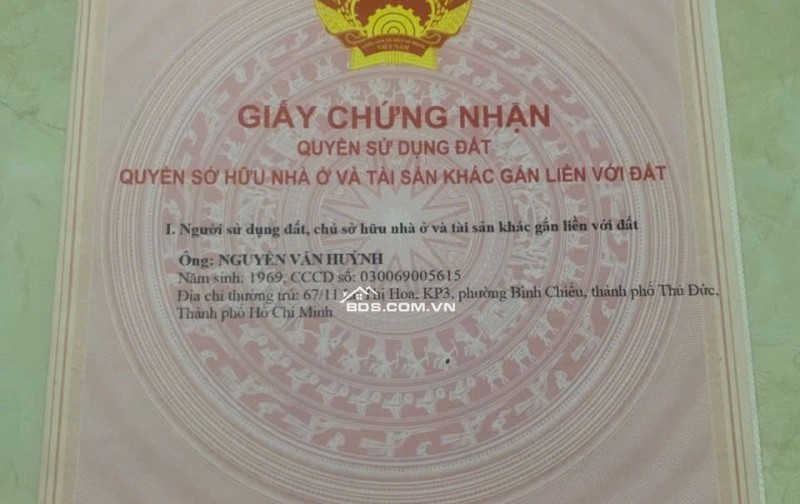 VIỆT NAM
GIẤY CHỨNG NHẬN
QUYỀN SỬ DỤNG ĐẤT
QUYỀN SỞ HỮU NHÀ Ở VÀ TÀI SẢN KHÁC GẮN LIỀN VỚI ĐẤT
I. Người sử dụng đất, chủ sở hữu nhà ở và tài sản khác gắn liền với đất
Ông: NGUYỄN VĂN HUỲNH
Năm sinh: 1969, CCCD số: 030069005615
Địa chỉ thường trú: 67/11 Thị Hoa, KP3, phường Bình Chiểu, thành phố Thủ Đức,
Thành phố Hồ Chí Minh
BDS.COM.VN